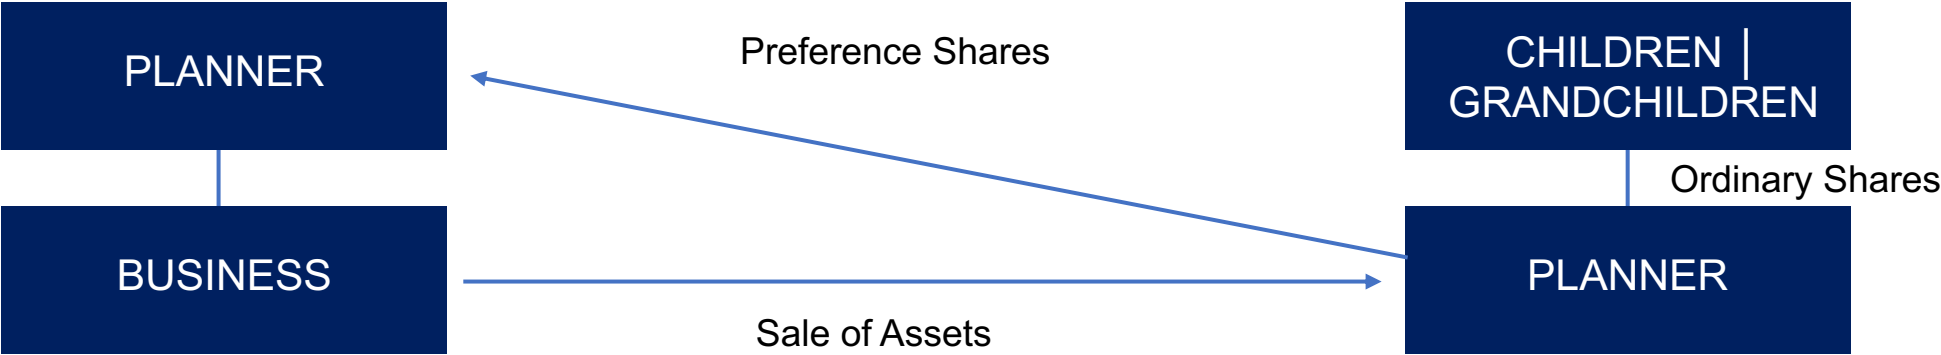 PLANNER
Preference Shares
CHILDREN |
GRANDCHILDREN
Ordinary Shares
BUSINESS
PLANNER
Sale of Assets